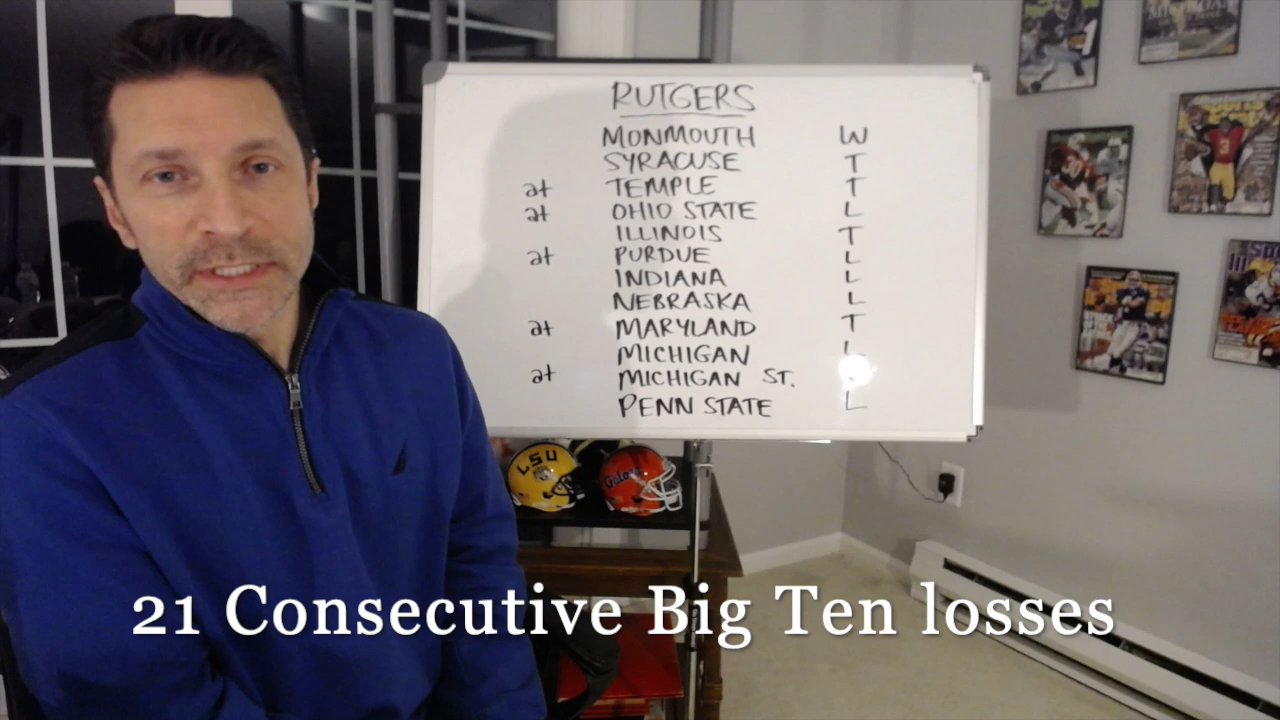 RUTGERS
MONMOUTH W
SYRACUSE T
at TEMPLE T
at OHIO STATE L
ILLINOIS T
at PURDUE L
INDIANA L
NEBRASKA L
at MARYLAND T
MICHIGAN L
at MICHIGAN ST.
PENN STATE L
LSU
Gators
21 Consecutive Big Ten losses